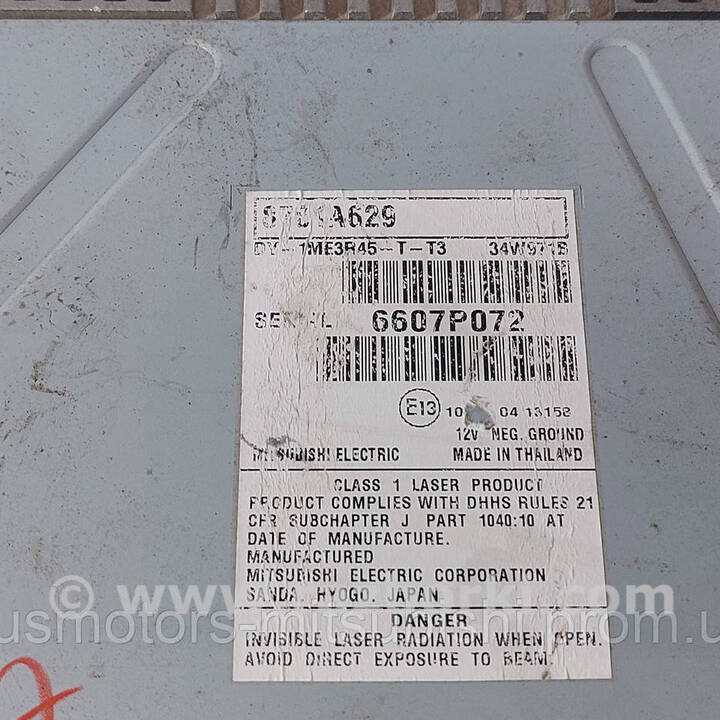 8701A629
DY-1ME3R45-T-T3 34W971B
SERIAL 6607P072
E13 10 04 13158
12V NEG. GROUND
MITSUBISHI ELECTRIC MADE IN THAILAND
CLASS 1 LASER PRODUCT
PRODUCT COMPLIES WITH DHHS RULES 21
CFR SUBCHAPTER J PART 1040:10 AT
DATE OF MANUFACTURE.
MANUFACTURED
MITSUBISHI ELECTRIC CORPORATION
SANDA, HYOGO, JAPAN
DANGER
INVISIBLE LASER RADIATION WHEN OPEN.
AVOID DIRECT EXPOSURE TO BEAM.